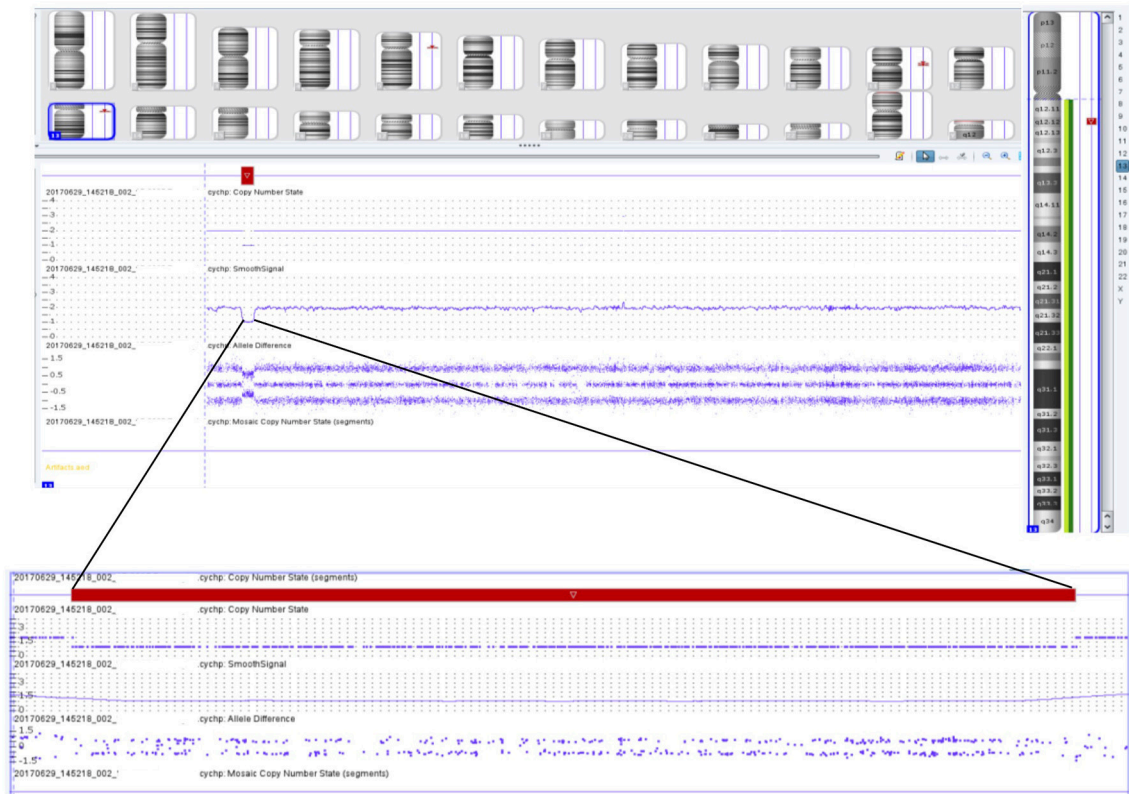 13
q12
20170629_145218_002_ cychp: Copy Number State
4
3
2
1
0
20170629_145218_002_ cychp: SmoothSignal
4
3
2
1
0
20170629_145218_002_ cychp: Allele Difference
1.5
0.5
-0.5
-1.5
20170629_145218_002_ cychp: Mosaic Copy Number State (segments)
Artifacts and
13
p13
p12
p11.2
q12.11
q12.12
q12.13
q12.3
q13.3
q14.11
q14.2
q14.3
q21.1
q21.2
q21.31
q21.32
q21.33
q22.1
q31.1
q31.2
q31.3
q32.1
q32.3
q33.1
q33.2
q33.3
q34
13
1
2
3
4
5
6
7
8
9
10
11
12
13
14
15
16
17
18
19
20
21
22
X
Y
20170629_145218_002_ .cychp: Copy Number State (segments)
20170629_145218_002_ .cychp: Copy Number State
3
1.5
0
20170629_145218_002_ .cychp: SmoothSignal
3
1.5
0
20170629_145218_002_ .cychp: Allele Difference
1.5
0
-1.5
20170629_145218_002_ cychp: Mosaic Copy Number State (segments)